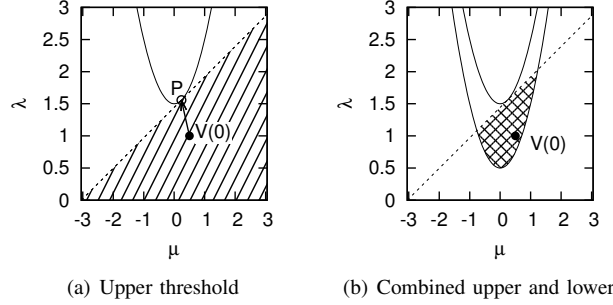 3
2.5
2
1.5
1
0.5
0
λ
P
V(0)
-3 -2 -1 0 1 2 3
μ
(a) Upper threshold
3
2.5
2
1.5
1
0.5
0
λ
V(0)
-3 -2 -1 0 1 2 3
μ
(b) Combined upper and lower